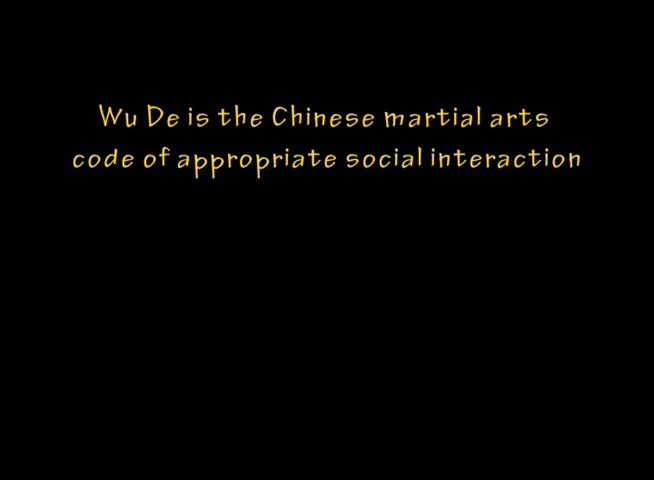 Wu De is the Chinese martial arts
code of appropriate social interaction